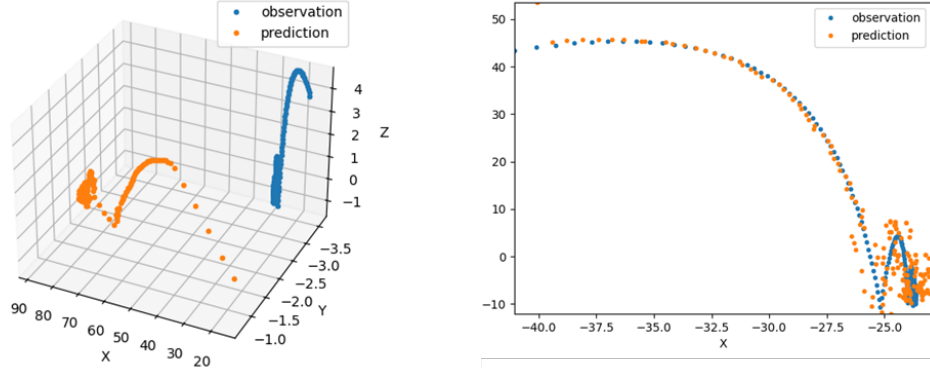 observation
prediction
4
3
2
1
0
−1
Z
−3.5
−3.0
−2.5
−2.0
−1.5
−1.0
Y
90 80 70 60 50 40 30 20
X
observation
prediction
50
40
30
20
10
0
−10
−40.0 −37.5 −35.0 −32.5 −30.0 −27.5 −25.0
X